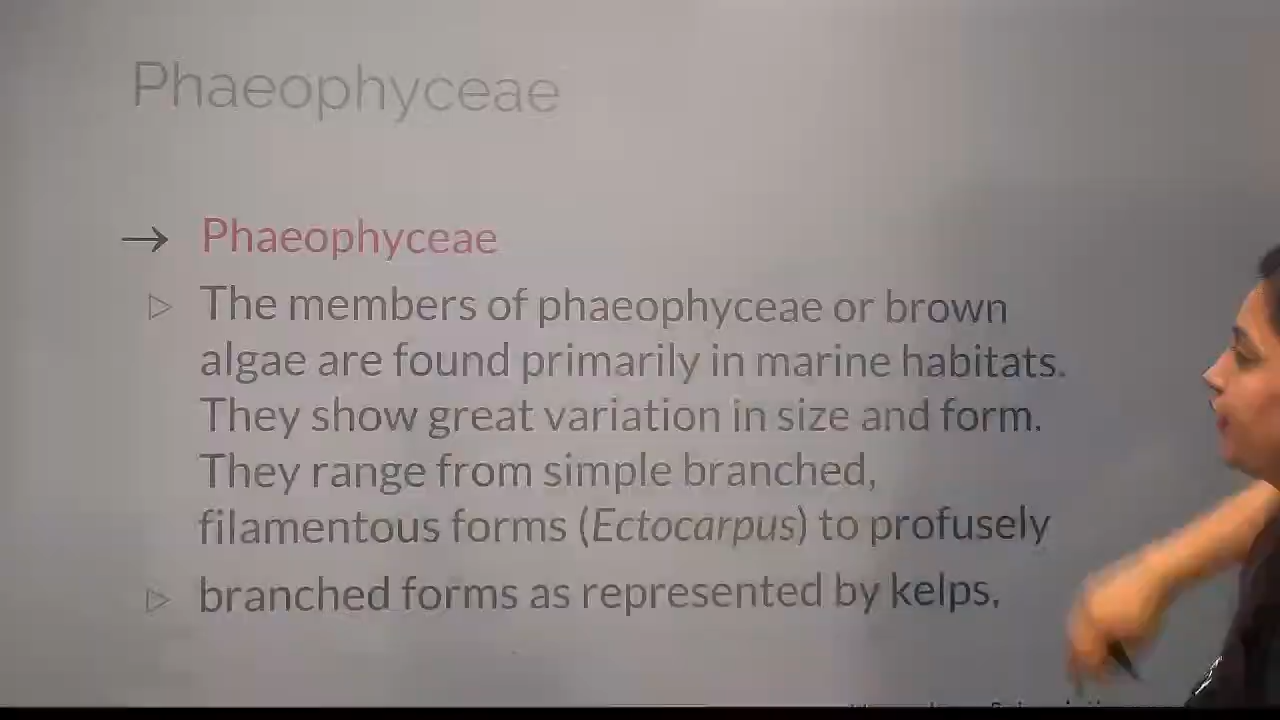 Phaeophyceae
→ Phaeophyceae
▷ The members of phaeophyceae or brown
algae are found primarily in marine habitats.
They show great variation in size and form.
They range from simple branched,
filamentous forms (Ectocarpus) to profusely
▷ branched forms as represented by kelps,